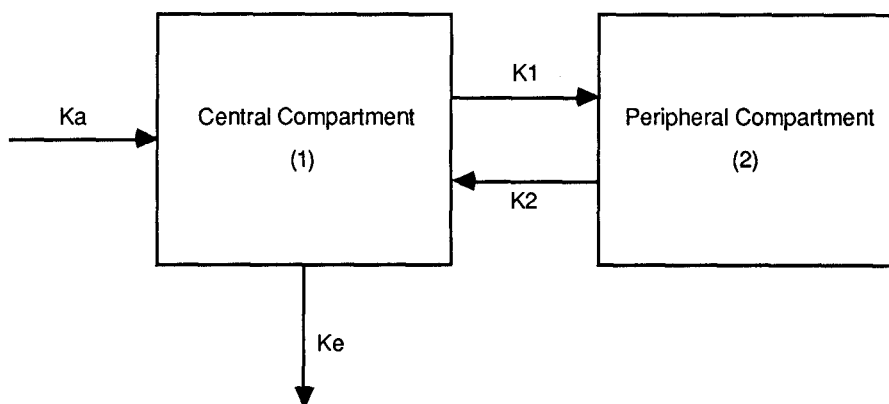 K1
Ka
Central Compartment
(1)
Peripheral Compartment
(2)
K2
Ke